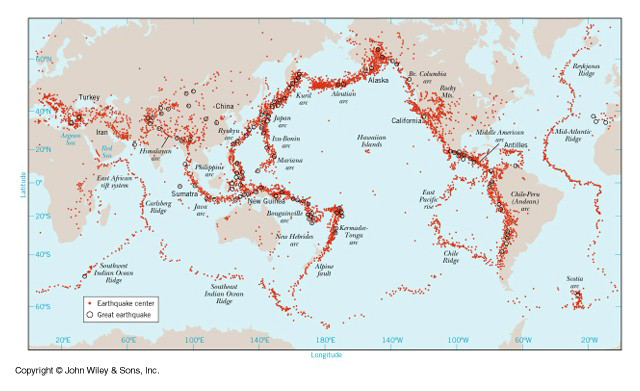 60°N
40°N
20°N
0°
20°S
40°S
60°S
Latitude
20°E
60°E
100°E
140°E
180°E
140°W
100°W
60°W
20°W
Longitude
Turkey
Aegean
Sea
Iran
Red
Sea
China
Himalayan
arc
East African
rift system
Carlsberg
Ridge
Sumatra
Java
arc
Philippine
arc
Ryukyu
arc
Kuril
arc
Japan
arc
Izu-Bonin
arc
Mariana
arc
New Guinea
Bougainville
arc
New Hebrides
arc
Kermadec-
Tonga
arc
Alpine
fault
Southwest
Indian Ocean
Ridge
Southeast
Indian Ocean
Ridge
Aleutian
arc
Alaska
Br. Columbia
arc
Rocky
Mts.
California
Hawaiian
Islands
Middle American
arc
Antilles
East
Pacific
rise
Chile-Peru
(Andean)
arc
Chile
Ridge
Scotia
arc
Reykjanes
Ridge
Mid-Atlantic
Ridge
Earthquake center
Great earthquake
Copyright © John Wiley & Sons, Inc.